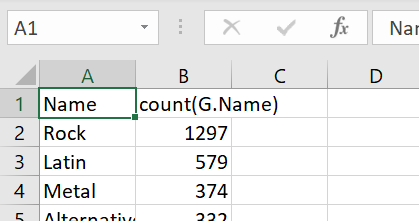 A1 fx Nar
A B C D
1 Name count(G.Name)
2 Rock 1297
3 Latin 579
4 Metal 374
5 Alternativ 332